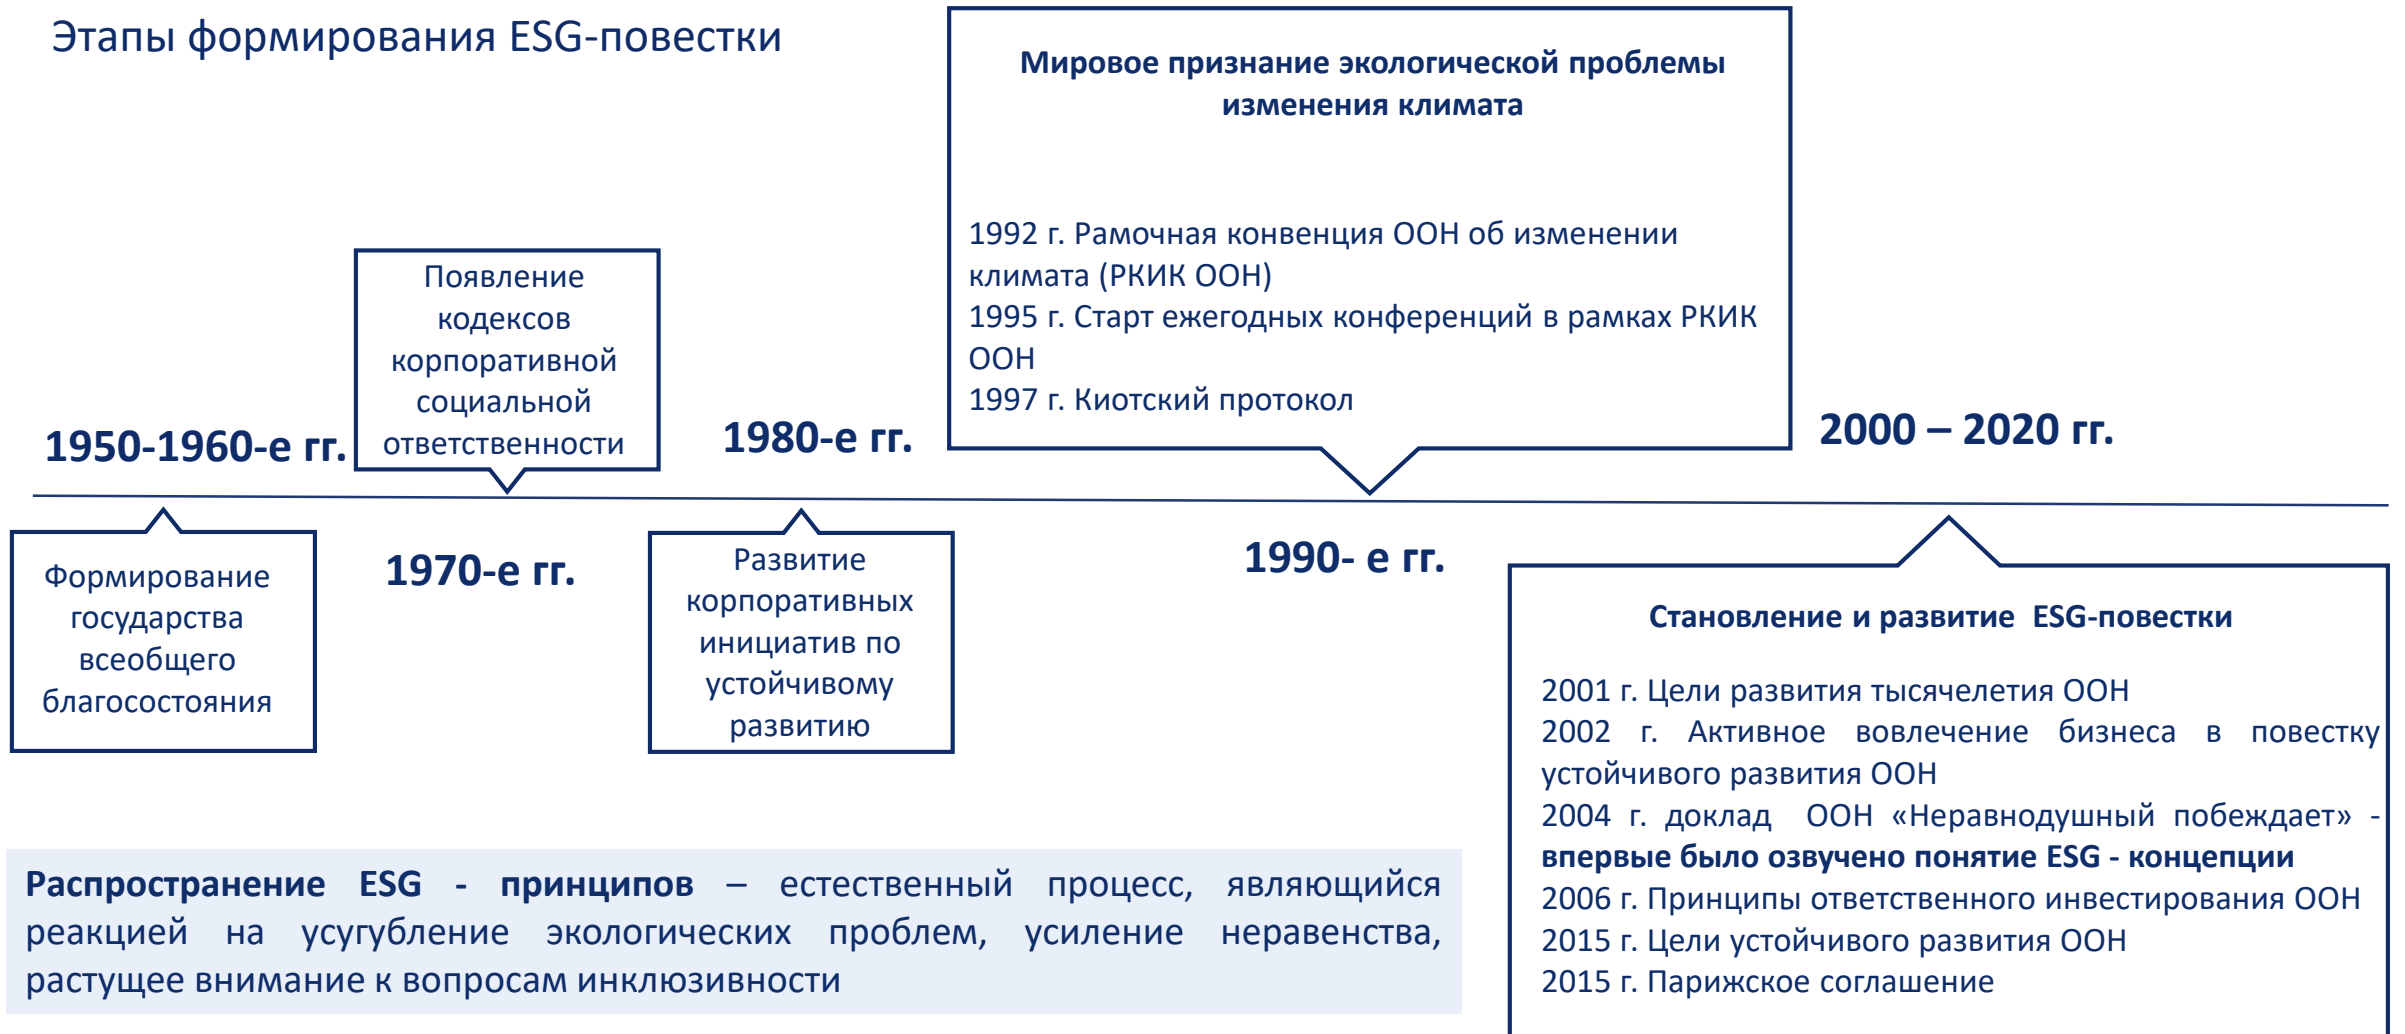 Этапы формирования ESG-повестки
Мировое признание экологической проблемы
изменения климата
1992 г. Рамочная конвенция ООН об изменении
климата (РКИК ООН)
1995 г. Старт ежегодных конференций в рамках РКИК
ООН
1997 г. Киотский протокол
Появление
кодексов
корпоративной
социальной
ответственности
1950-1960-е гг.
1980-е гг.
2000 – 2020 гг.
Формирование
государства
всеобщего
благосостояния
1970-е гг.
Развитие
корпоративных
инициатив по
устойчивому
развитию
1990- е гг.
Становление и развитие ESG-повестки
2001 г. Цели развития тысячелетия ООН
2002 г. Активное вовлечение бизнеса в повестку
устойчивого развития ООН
2004 г. доклад ООН «Неравнодушный побеждает» -
впервые было озвучено понятие ESG - концепции
2006 г. Принципы ответственного инвестирования ООН
2015 г. Цели устойчивого развития ООН
2015 г. Парижское соглашение
Распространение ESG - принципов – естественный процесс, являющийся
реакцией на усугубление экологических проблем, усиление неравенства,
растущее внимание к вопросам инклюзивности